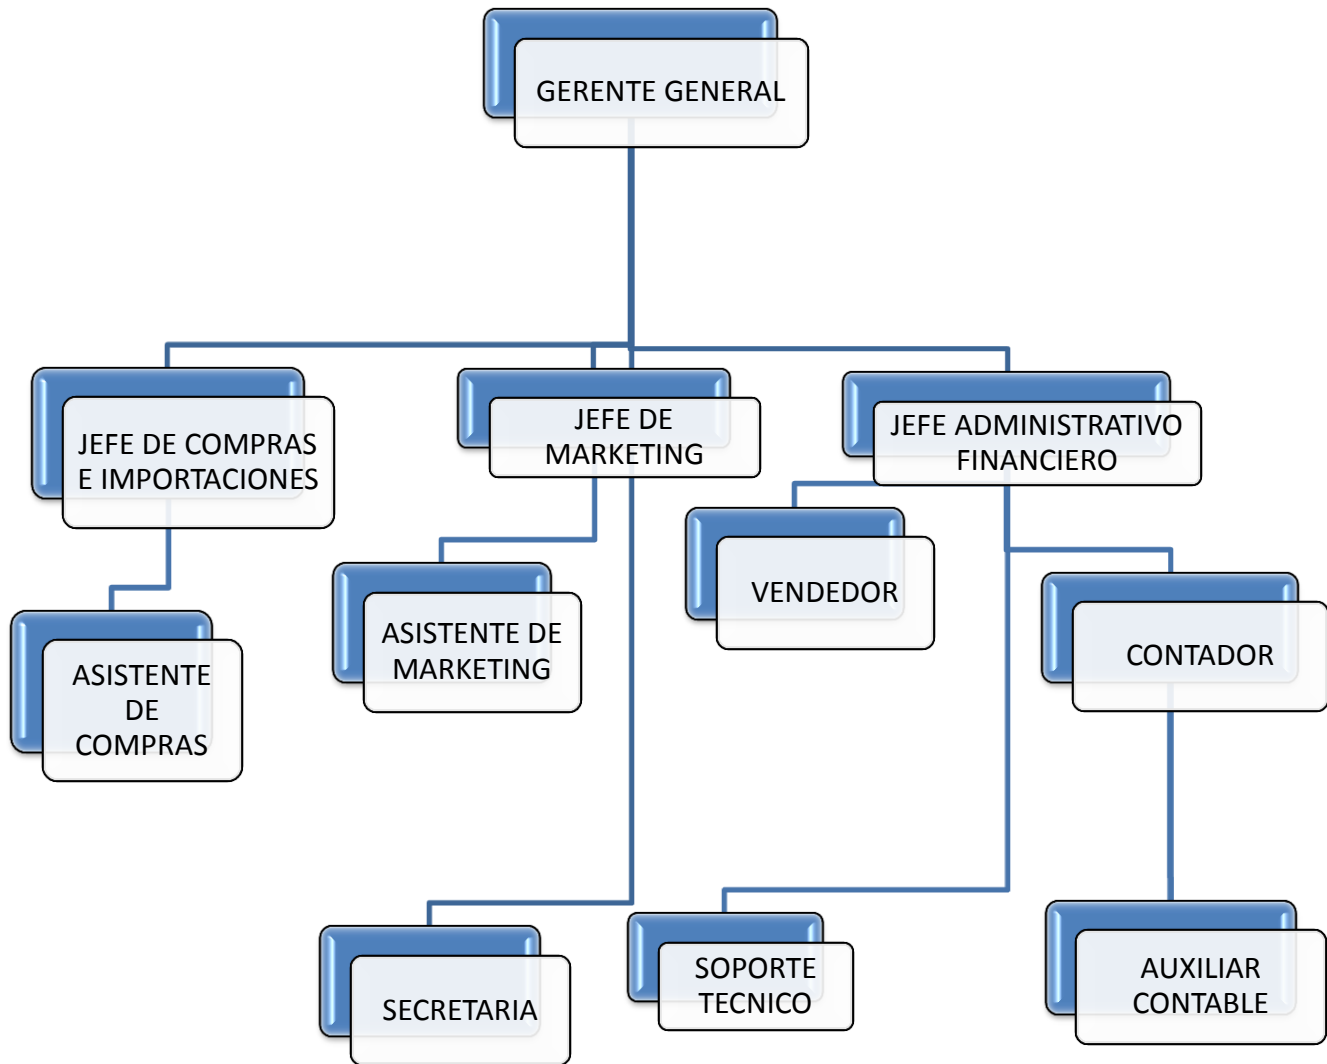 GERENTE GENERAL
JEFE DE COMPRAS
E IMPORTACIONES
JEFE DE
MARKETING
JEFE ADMINISTRATIVO
FINANCIERO
ASISTENTE
DE
COMPRAS
ASISTENTE DE
MARKETING
VENDEDOR
CONTADOR
SECRETARIA
SOPORTE
TECNICO
AUXILIAR
CONTABLE